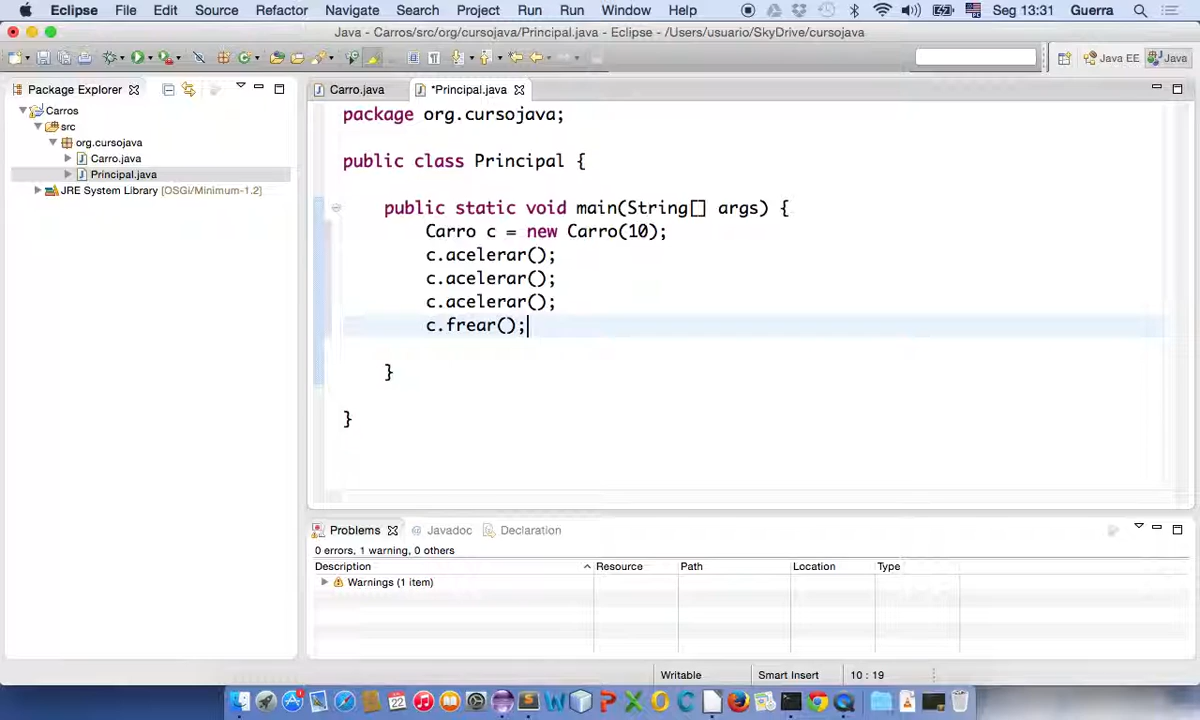 Eclipse File Edit Source Refactor Navigate Search Project Run Run Window Help Seg 13:31 Guerra
Java - Carros/src/org/cursojava/Principal.java - Eclipse - /Users/usuario/SkyDrive/cursojava
Java EE Java
Package Explorer
Carros
src
org.cursojava
Carro.java
Principal.java
JRE System Library [OSGi/Minimum-1.2]
Carro.java *Principal.java
package org.cursojava;
public class Principal {
public static void main(String[] args) {
Carro c = new Carro(10);
c.acelerar();
c.acelerar();
c.acelerar();
c.frear();
}
}
Problems @ Javadoc Declaration
0 errors, 1 warning, 0 others
Description Resource Path Location Type
Warnings (1 item)
Writable Smart Insert 10 : 19
22